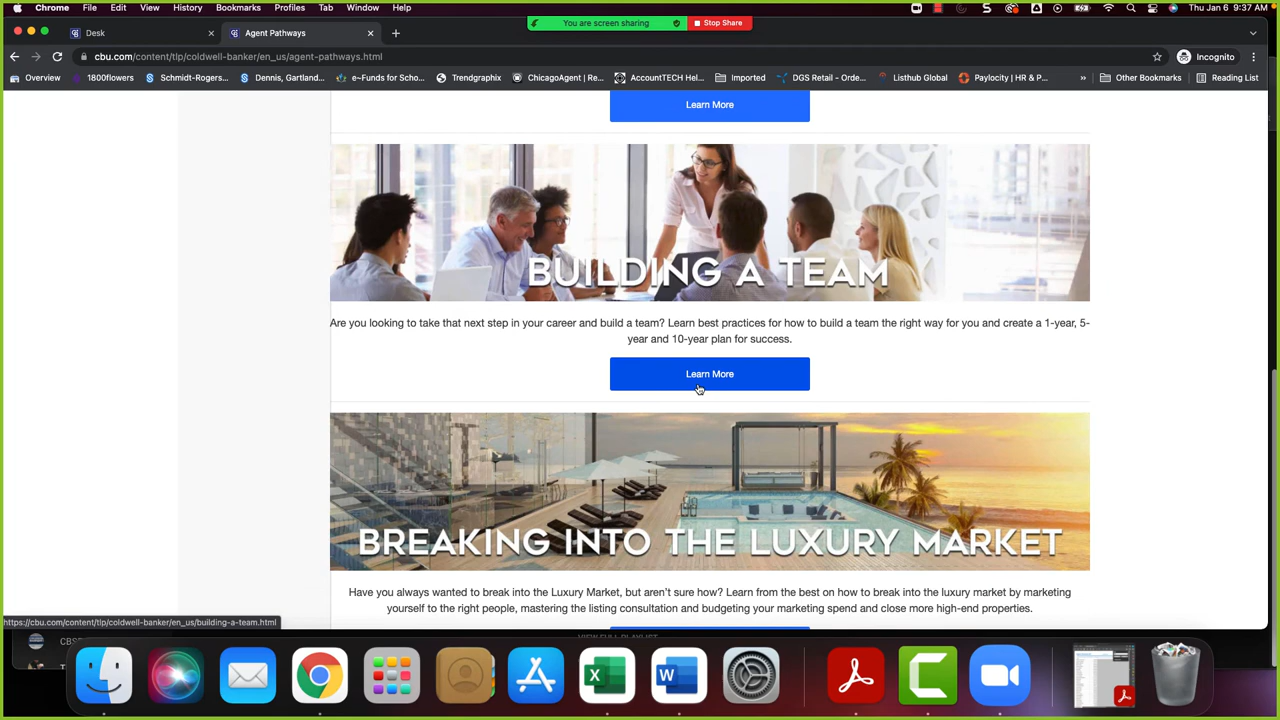 Chrome File Edit View History Bookmarks Profiles Tab Window Help
Thu Jan 6 9:37 AM
You are screen sharing
Stop Share
Desk
Agent Pathways
cbu.com/content/tlp/coldwell-banker/en_us/agent-pathways.html
Incognito
Overview 1800flowers Schmidt-Rogers... Dennis, Gartland... e-Funds for Scho... Trendgraphix ChicagoAgent | Re... AccountTECH Hel... Imported DGS Retail - Orde... Listhub Global Paylocity | HR & P... » Other Bookmarks Reading List
Learn More
BUILDING A TEAM
Are you looking to take that next step in your career and build a team? Learn best practices for how to build a team the right way for you and create a 1-year, 5-
year and 10-year plan for success.
Learn More
BREAKING INTO THE LUXURY MARKET
Have you always wanted to break into the Luxury Market, but aren't sure how? Learn from the best on how to break into the luxury market by marketing
yourself to the right people, mastering the listing consultation and budgeting your marketing spend and close more high-end properties.
https://cbu.com/content/tlp/coldwell-banker/en_us/building-a-team.html
VIEW FULL PLAYLIST